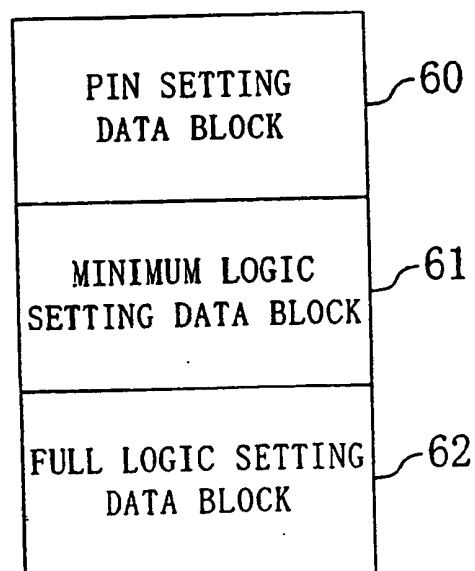 PIN SETTING
DATA BLOCK
60
MINIMUM LOGIC
SETTING DATA BLOCK
61
FULL LOGIC SETTING
DATA BLOCK
62